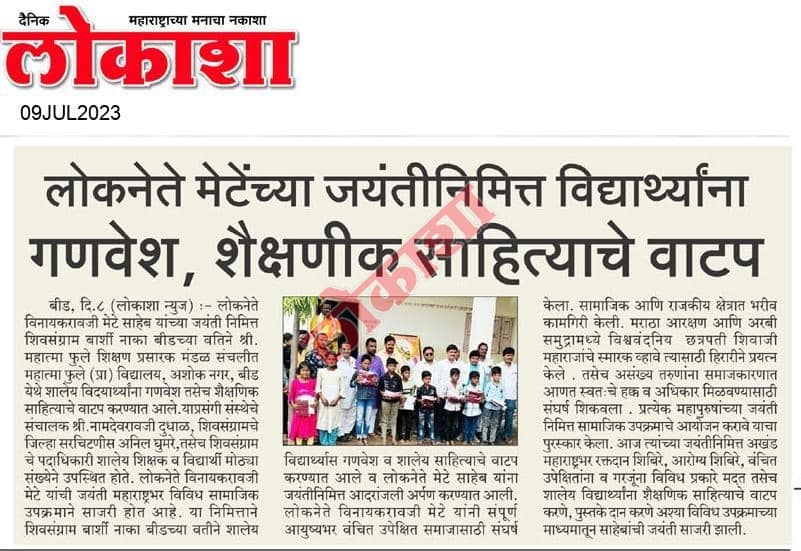 दैनिक
महाराष्ट्राच्या मनाचा नकाशा
लोकाशा
09JUL2023
लोकनेते मेटेंच्या जयंतीनिमित्त विद्यार्थ्यांना
गणवेश, शैक्षणीक साहित्याचे वाटप
लोकाशा
बीड, दि.८ (लोकाशा न्युज) :- लोकनेते
विनायकरावजी मेटे साहेब यांच्या जयंती निमित्त
शिवसंग्राम बार्शी नाका बीडच्या वतिने श्री.
महात्मा फुले शिक्षण प्रसारक मंडळ संचलीत
महात्मा फुले (प्रा) विद्यालय, अशोक नगर, बीड
येथे शालेय विदयार्थ्यांना गणवेश तसेच शैक्षणिक
साहित्याचे वाटप करण्यात आले.याप्रसंगी संस्थेचे
संचालक श्री.नामदेवरावजी दुधाळ, शिवसंग्रामचे
जिल्हा सरचिटणीस अनिल घुमरे,तसेच शिवसंग्राम
चे पदाधिकारी शालेय शिक्षक व विद्यार्थी मोठ्या
संख्येने उपस्थित होते. लोकनेते विनायकरावजी
मेटे यांची जयंती महाराष्ट्रभर विविध सामाजिक
उपक्रमाने साजरी होत आहे. या निमित्ताने
शिवसंग्राम बार्शी नाका बीडच्या वतीने शालेय
विद्यार्थ्यास गणवेश व शालेय साहित्याचे वाटप
करण्यात आले व लोकनेते मेटे साहेब यांना
जयंतीनिमित्त आदरांजली अर्पण करण्यात आली.
लोकनेते विनायकरावजी मेटे यांनी संपूर्ण
आयुष्यभर वंचित उपेक्षित समाजासाठी संघर्ष
केला. सामाजिक आणि राजकीय क्षेत्रात भरीव
कामगिरी केली. मराठा आरक्षण आणि अरबी
समुद्रामध्ये विश्ववंदनिय छत्रपती शिवाजी
महाराजांचे स्मारक व्हावे त्यासाठी हिरीरीने प्रयत्न
केले . तसेच असंख्य तरुणांना समाजकारणात
आणत स्वत:चे हक्क व अधिकार मिळवण्यासाठी
संघर्ष शिकवला . प्रत्येक महापुरुषांच्या जयंती
निमित्त सामाजिक उपक्रमाचे आयोजन करावे याचा
पुरस्कार केला. आज त्यांच्या जयंतीनिमित्त अखंड
महाराष्ट्रभर रक्तदान शिबिरे, आरोग्य शिबिरे, वंचित
उपेक्षितांना व गरजूंना विविध प्रकारे मदत तसेच
शालेय विद्यार्थ्यांना शैक्षणिक साहित्याचे वाटप
करणे, पुस्तके दान करणे अश्या विविध उपक्रमाच्या
माध्यमातून साहेबांची जयंती साजरी झाली.